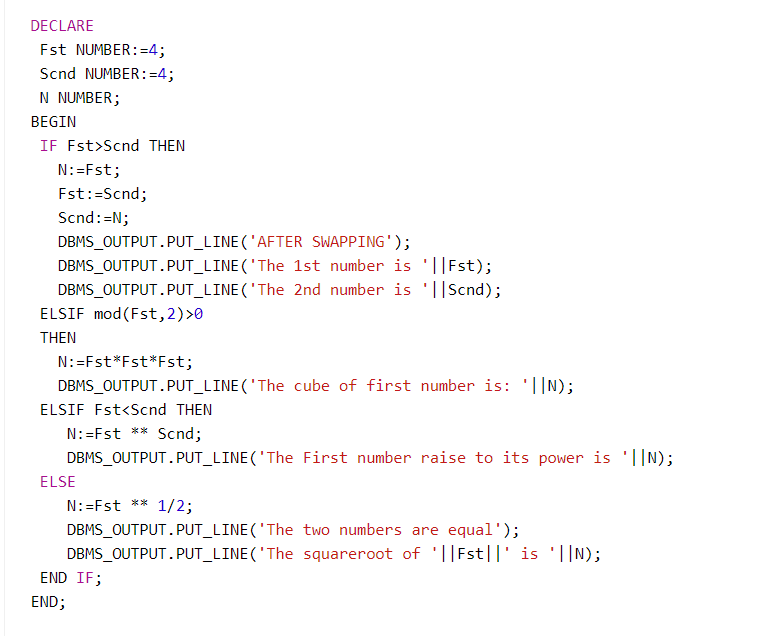 DECLARE
Fst NUMBER:=4;
Scnd NUMBER:=4;
N NUMBER;
BEGIN
IF Fst>Scnd THEN
N:=Fst;
Fst:=Scnd;
Scnd:=N;
DBMS_OUTPUT.PUT_LINE('AFTER SWAPPING');
DBMS_OUTPUT.PUT_LINE('The 1st number is '||Fst);
DBMS_OUTPUT.PUT_LINE('The 2nd number is '||Scnd);
ELSIF mod(Fst,2)>0
THEN
N:=Fst*Fst*Fst;
DBMS_OUTPUT.PUT_LINE('The cube of first number is: '||N);
ELSIF Fst<Scnd THEN
N:=Fst ** Scnd;
DBMS_OUTPUT.PUT_LINE('The First number raise to its power is '||N);
ELSE
N:=Fst ** 1/2;
DBMS_OUTPUT.PUT_LINE('The two numbers are equal');
DBMS_OUTPUT.PUT_LINE('The squareroot of '||Fst||' is '||N);
END IF;
END;